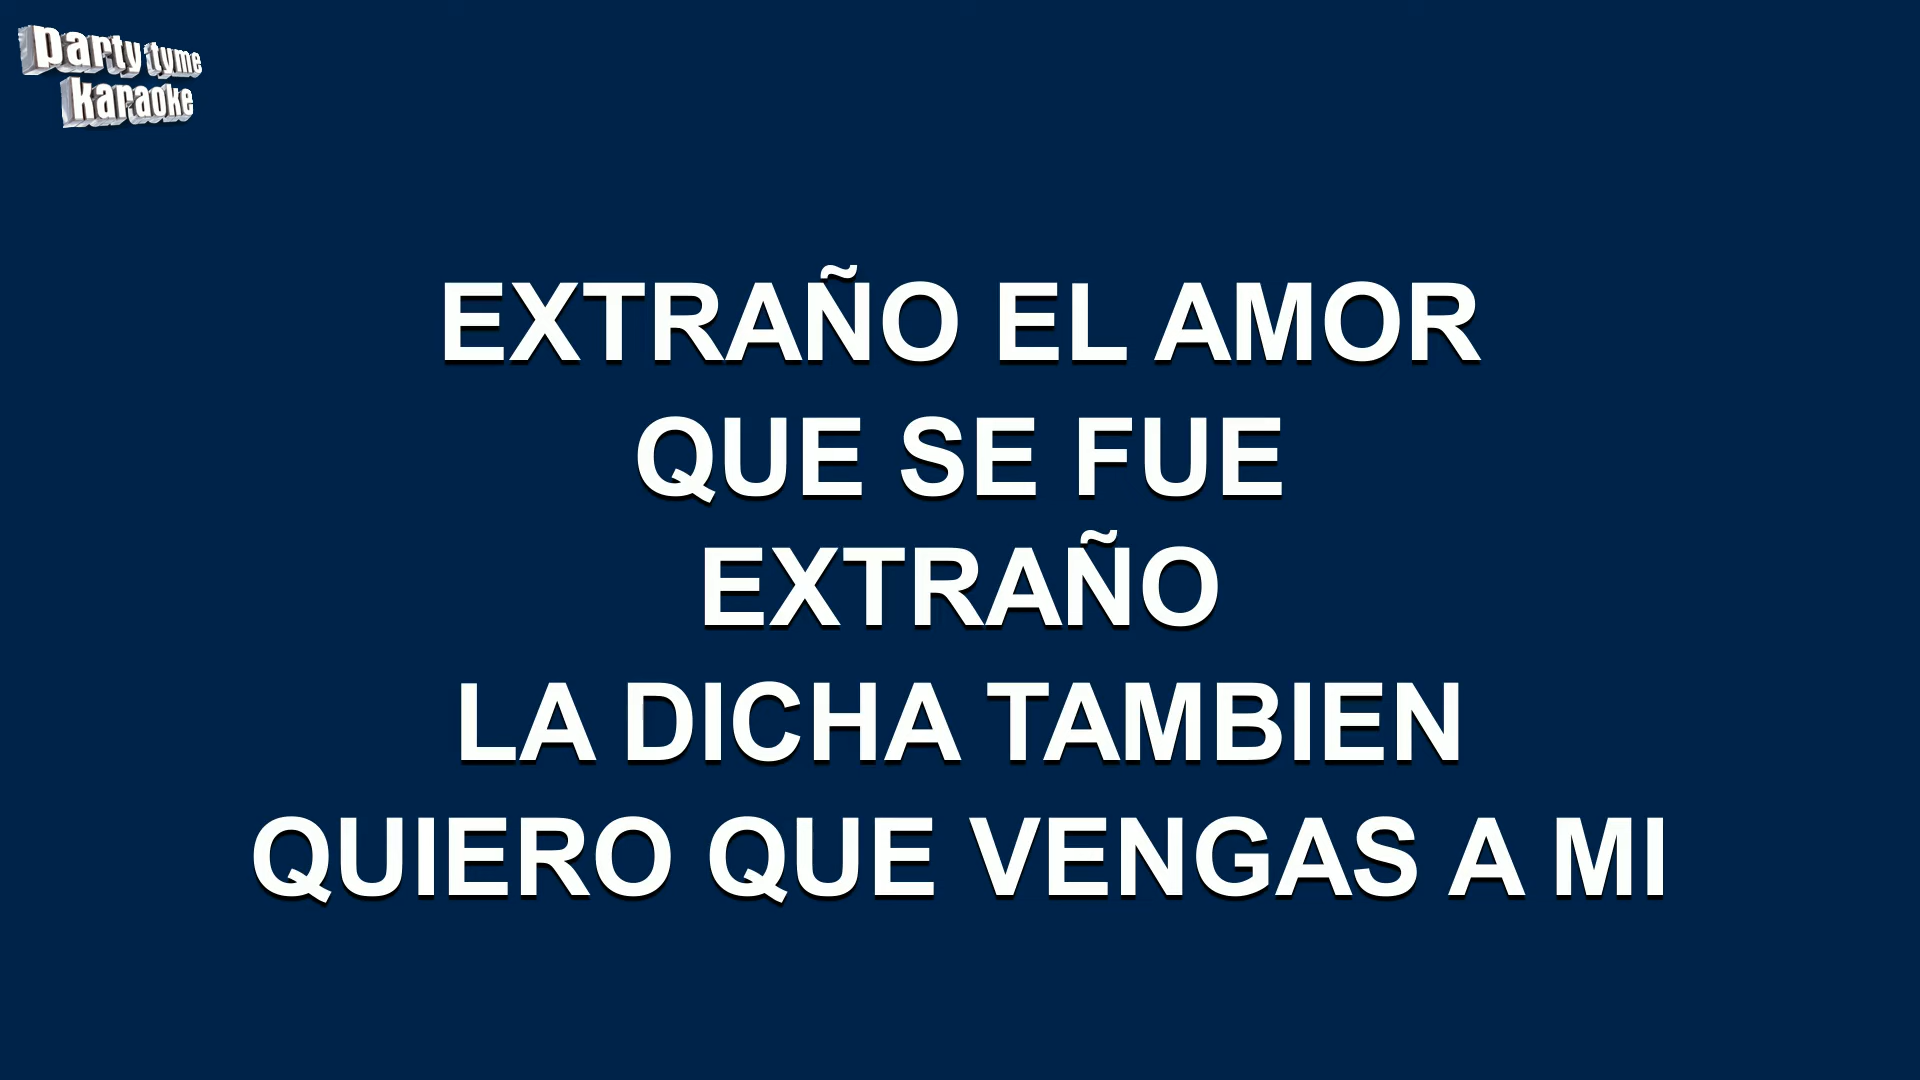 party tyme
karaoke
EXTRAÑO EL AMOR
QUE SE FUE
EXTRAÑO
LA DICHA TAMBIEN
QUIERO QUE VENGAS A MI